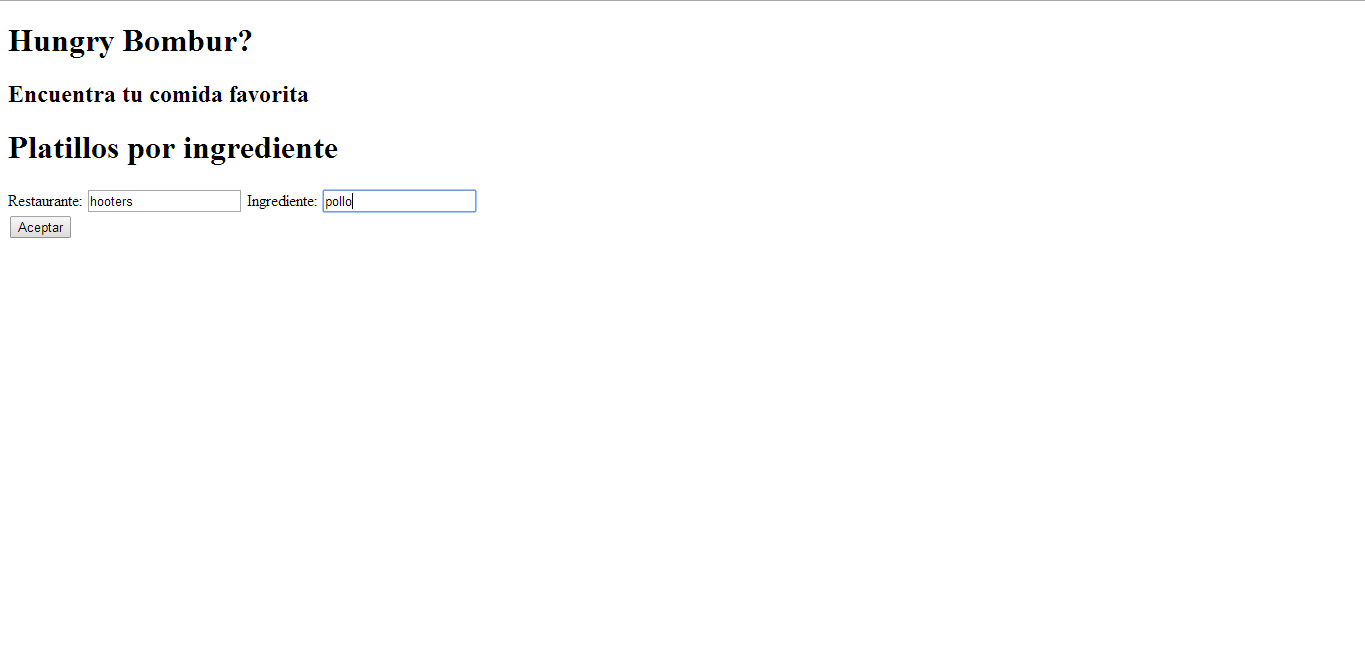 Hungry Bombur?
Encuentra tu comida favorita
Platillos por ingrediente
Restaurante: hooters Ingrediente: pollo
Aceptar